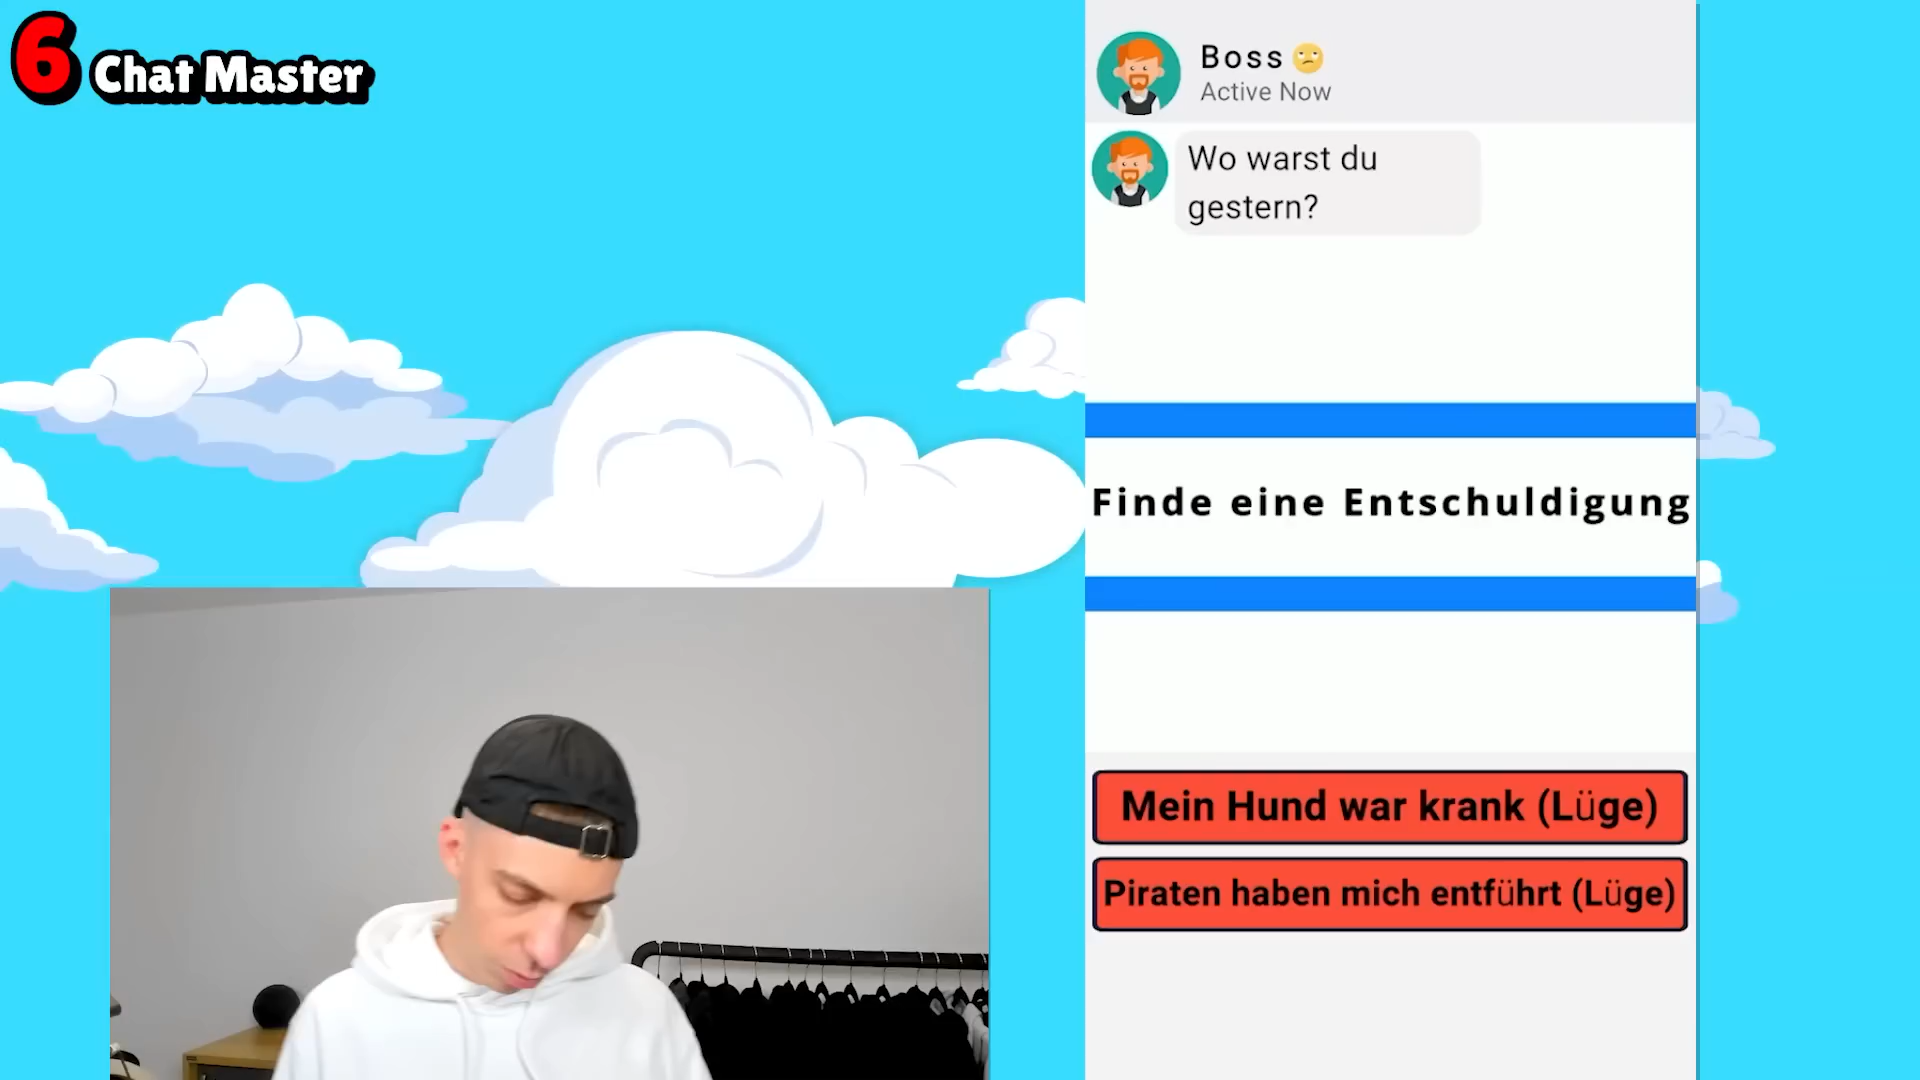 6 Chat Master
Boss
Active Now
Wo warst du
gestern?
Finde eine Entschuldigung
Mein Hund war krank (Lüge)
Piraten haben mich entführt (Lüge)